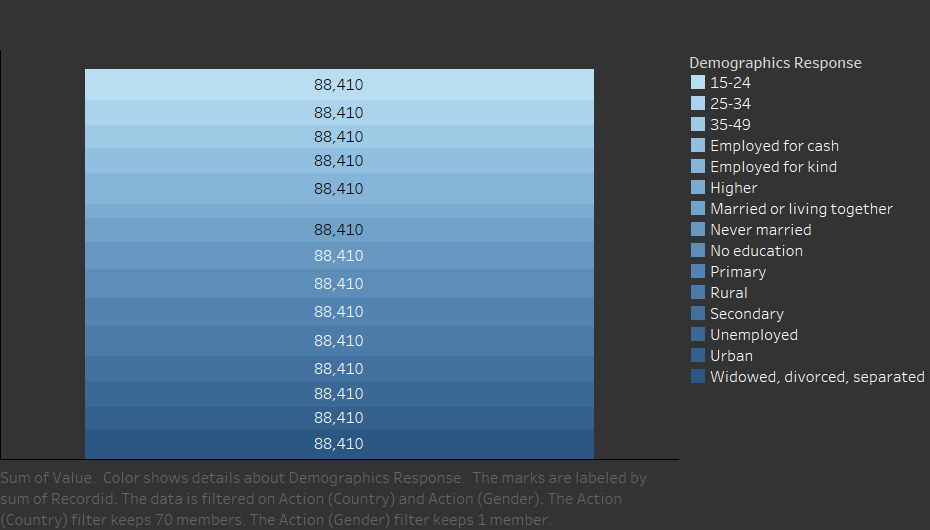 Demographics Response
15-24
25-34
35-49
Employed for cash
Employed for kind
Higher
Married or living together
Never married
No education
Primary
Rural
Secondary
Unemployed
Urban
Widowed, divorced, separated
88,410
88,410
88,410
88,410
88,410
88,410
88,410
88,410
88,410
88,410
88,410
88,410
88,410
88,410
Sum of Value.  Color shows details about Demographics Response.  The marks are labeled by
sum of Recordid. The data is filtered on Action (Country) and Action (Gender). The Action
(Country) filter keeps 70 members. The Action (Gender) filter keeps 1 member.